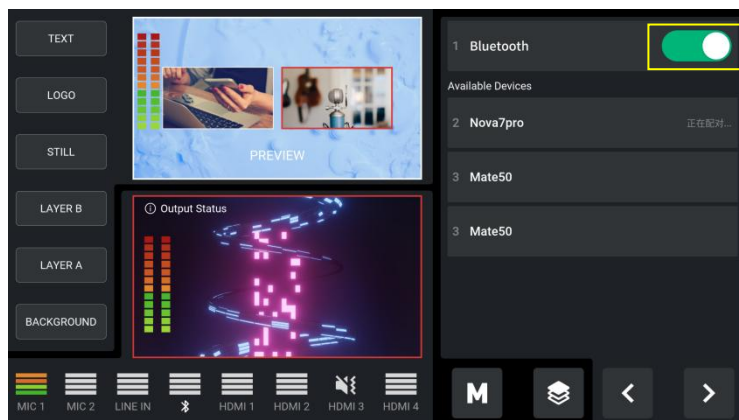 TEXT
LOGO
STILL
LAYER B
LAYER A
BACKGROUND
PREVIEW
Output Status
MIC 1 MIC 2 LINE IN HDMI 1 HDMI 2 HDMI 3 HDMI 4
1 Bluetooth
Available Devices
2 Nova7pro 正在配对...
3 Mate50
3 Mate50
M